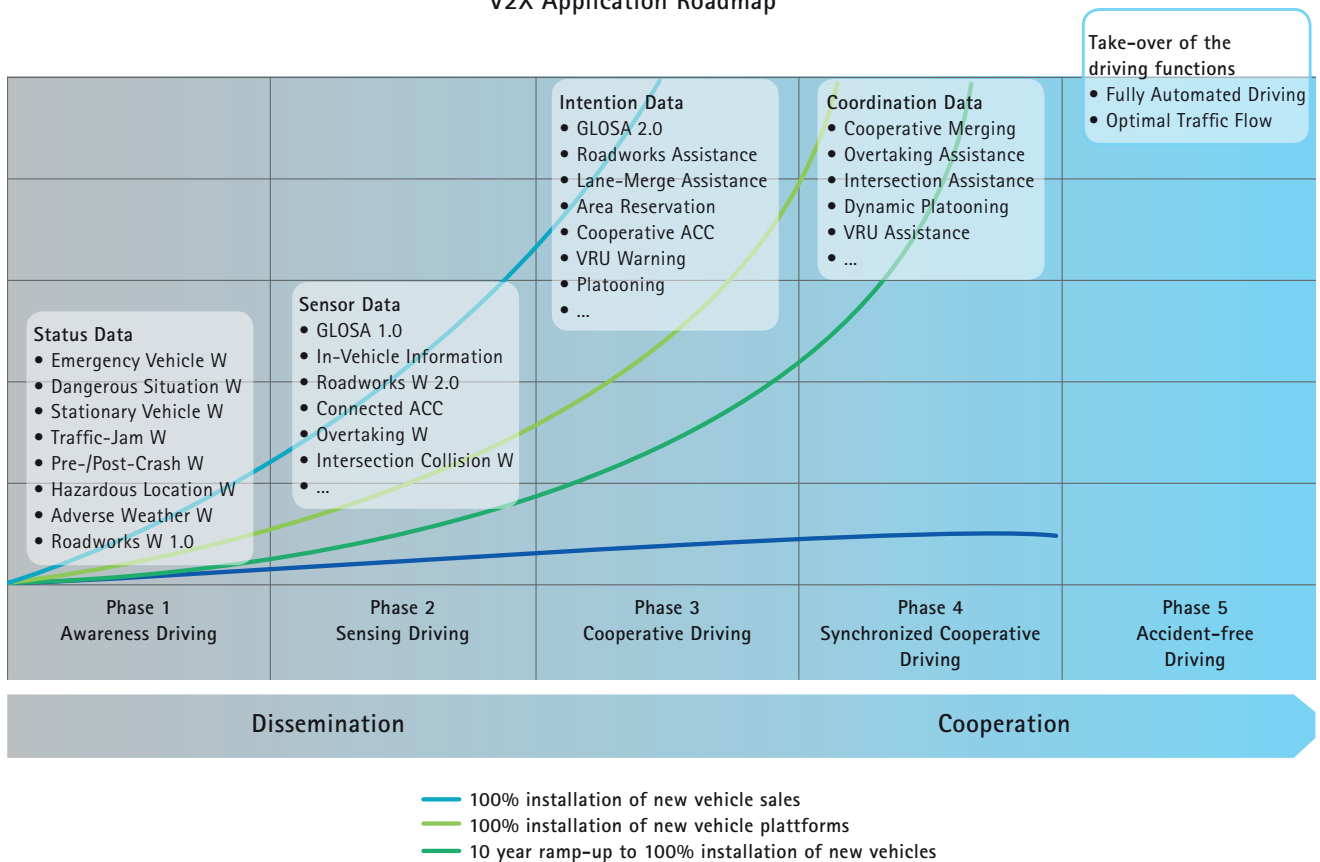 V2X Application Roadmap
Take-over of the
driving functions
• Fully Automated Driving
• Optimal Traffic Flow
Intention Data
• GLOSA 2.0
• Roadworks Assistance
• Lane-Merge Assistance
• Area Reservation
• Cooperative ACC
• VRU Warning
• Platooning
• ...
Coordination Data
• Cooperative Merging
• Overtaking Assistance
• Intersection Assistance
• Dynamic Platooning
• VRU Assistance
• ...
Sensor Data
• GLOSA 1.0
• In-Vehicle Information
• Roadworks W 2.0
• Connected ACC
• Overtaking W
• Intersection Collision W
• ...
Status Data
• Emergency Vehicle W
• Dangerous Situation W
• Stationary Vehicle W
• Traffic-Jam W
• Pre-/Post-Crash W
• Hazardous Location W
• Adverse Weather W
• Roadworks W 1.0
Phase 1
Awareness Driving
Phase 2
Sensing Driving
Phase 3
Cooperative Driving
Phase 4
Synchronized Cooperative
Driving
Phase 5
Accident-free
Driving
Dissemination
Cooperation
100% installation of new vehicle sales
100% installation of new vehicle plattforms
10 year ramp-up to 100% installation of new vehicles